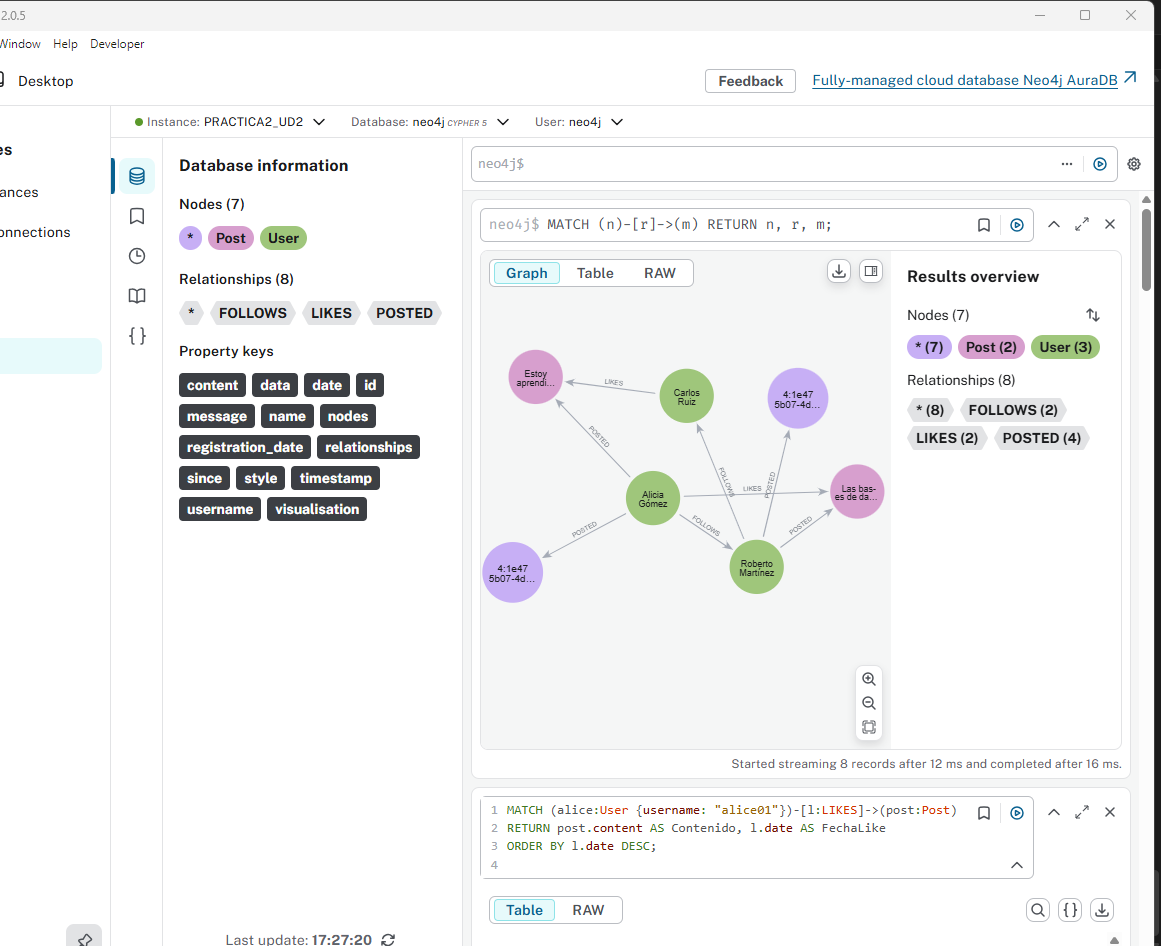 2.0.5
Window Help Developer
Desktop
Feedback
Fully-managed cloud database Neo4j AuraDB
Instance: PRACTICA2_UD2
Database: neo4j CYPHER 5
User: neo4j
es
ances
onnections
Database information
Nodes (7)
* Post User
Relationships (8)
* FOLLOWS LIKES POSTED
Property keys
content data date id
message name nodes
registration_date relationships
since style timestamp
username visualisation
Last update: 17:27:20
neo4j$
neo4j$ MATCH (n)-[r]->(m) RETURN n, r, m;
Graph Table RAW
Estoy
aprendi...
LIKES
Carlos
Ruiz
4:1e47
5b07-4d...
POSTED
FOLLOWS
POSTED
LIKES
Las bas-
es de da...
Alicia
Gómez
POSTED
FOLLOWS
POSTED
4:1e47
5b07-4d...
Roberto
Martínez
Results overview
Nodes (7)
* (7) Post (2) User (3)
Relationships (8)
* (8) FOLLOWS (2)
LIKES (2) POSTED (4)
Started streaming 8 records after 12 ms and completed after 16 ms.
1 MATCH (alice:User {username: "alice01"})-[l:LIKES]->(post:Post)
2 RETURN post.content AS Contenido, l.date AS FechaLike
3 ORDER BY l.date DESC;
4
Table RAW